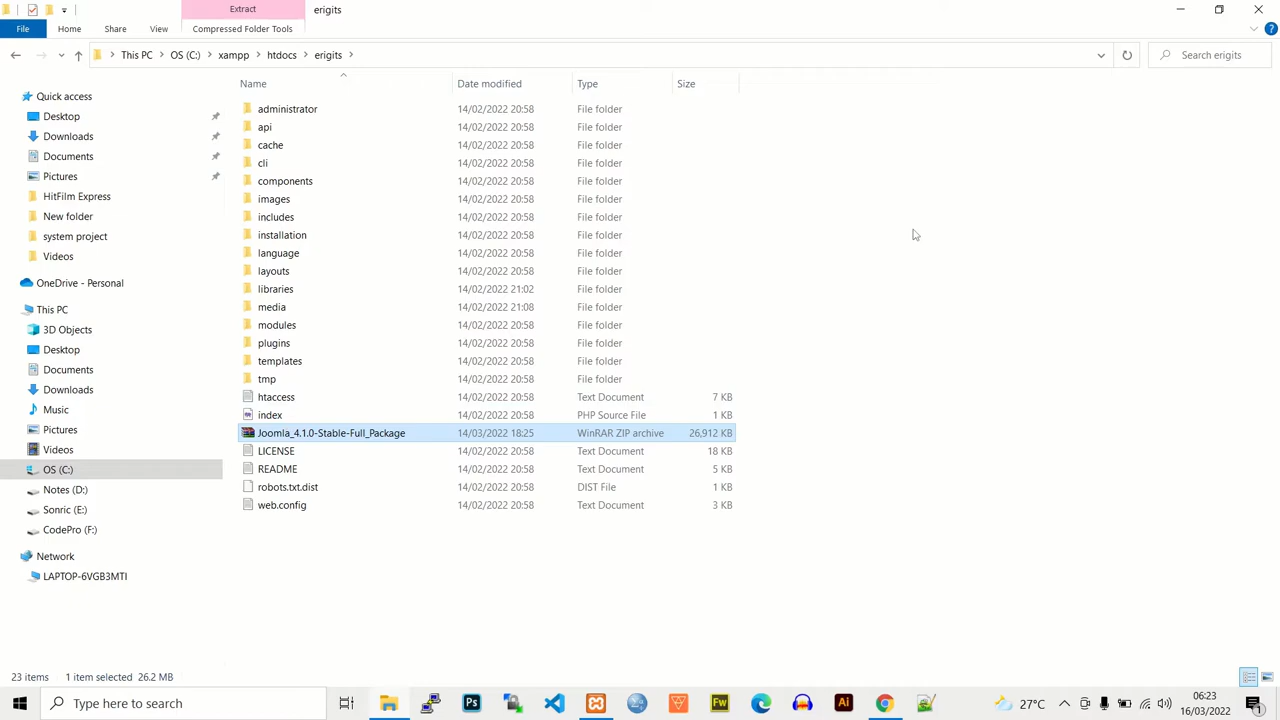 Extract
erigits
File
Home
Share
View
Compressed Folder Tools
This PC
OS (C:)
xampp
htdocs
erigits
Search erigits
Name
Date modified
Type
Size
Quick access
Desktop
Downloads
Documents
Pictures
HitFilm Express
New folder
system project
Videos
OneDrive - Personal
This PC
3D Objects
Desktop
Documents
Downloads
Music
Pictures
Videos
OS (C:)
Notes (D:)
Sonric (E:)
CodePro (F:)
Network
LAPTOP-6VGB3MTI
administrator 14/02/2022 20:58 File folder
api 14/02/2022 20:58 File folder
cache 14/02/2022 20:58 File folder
cli 14/02/2022 20:58 File folder
components 14/02/2022 20:58 File folder
images 14/02/2022 20:58 File folder
includes 14/02/2022 20:58 File folder
installation 14/02/2022 20:58 File folder
language 14/02/2022 20:58 File folder
layouts 14/02/2022 20:58 File folder
libraries 14/02/2022 21:02 File folder
media 14/02/2022 21:08 File folder
modules 14/02/2022 20:58 File folder
plugins 14/02/2022 20:58 File folder
templates 14/02/2022 20:58 File folder
tmp 14/02/2022 20:58 File folder
htaccess 14/02/2022 20:58 Text Document 7 KB
index 14/02/2022 20:58 PHP Source File 1 KB
Joomla_4.1.0-Stable-Full_Package 14/03/2022 18:25 WinRAR ZIP archive 26,912 KB
LICENSE 14/02/2022 20:58 Text Document 18 KB
README 14/02/2022 20:58 Text Document 5 KB
robots.txt.dist 14/02/2022 20:58 DIST File 1 KB
web.config 14/02/2022 20:58 Text Document 3 KB
23 items 1 item selected 26.2 MB
Type here to search
Ps
Fw
Ai
27°C
06:23
16/03/2022
1